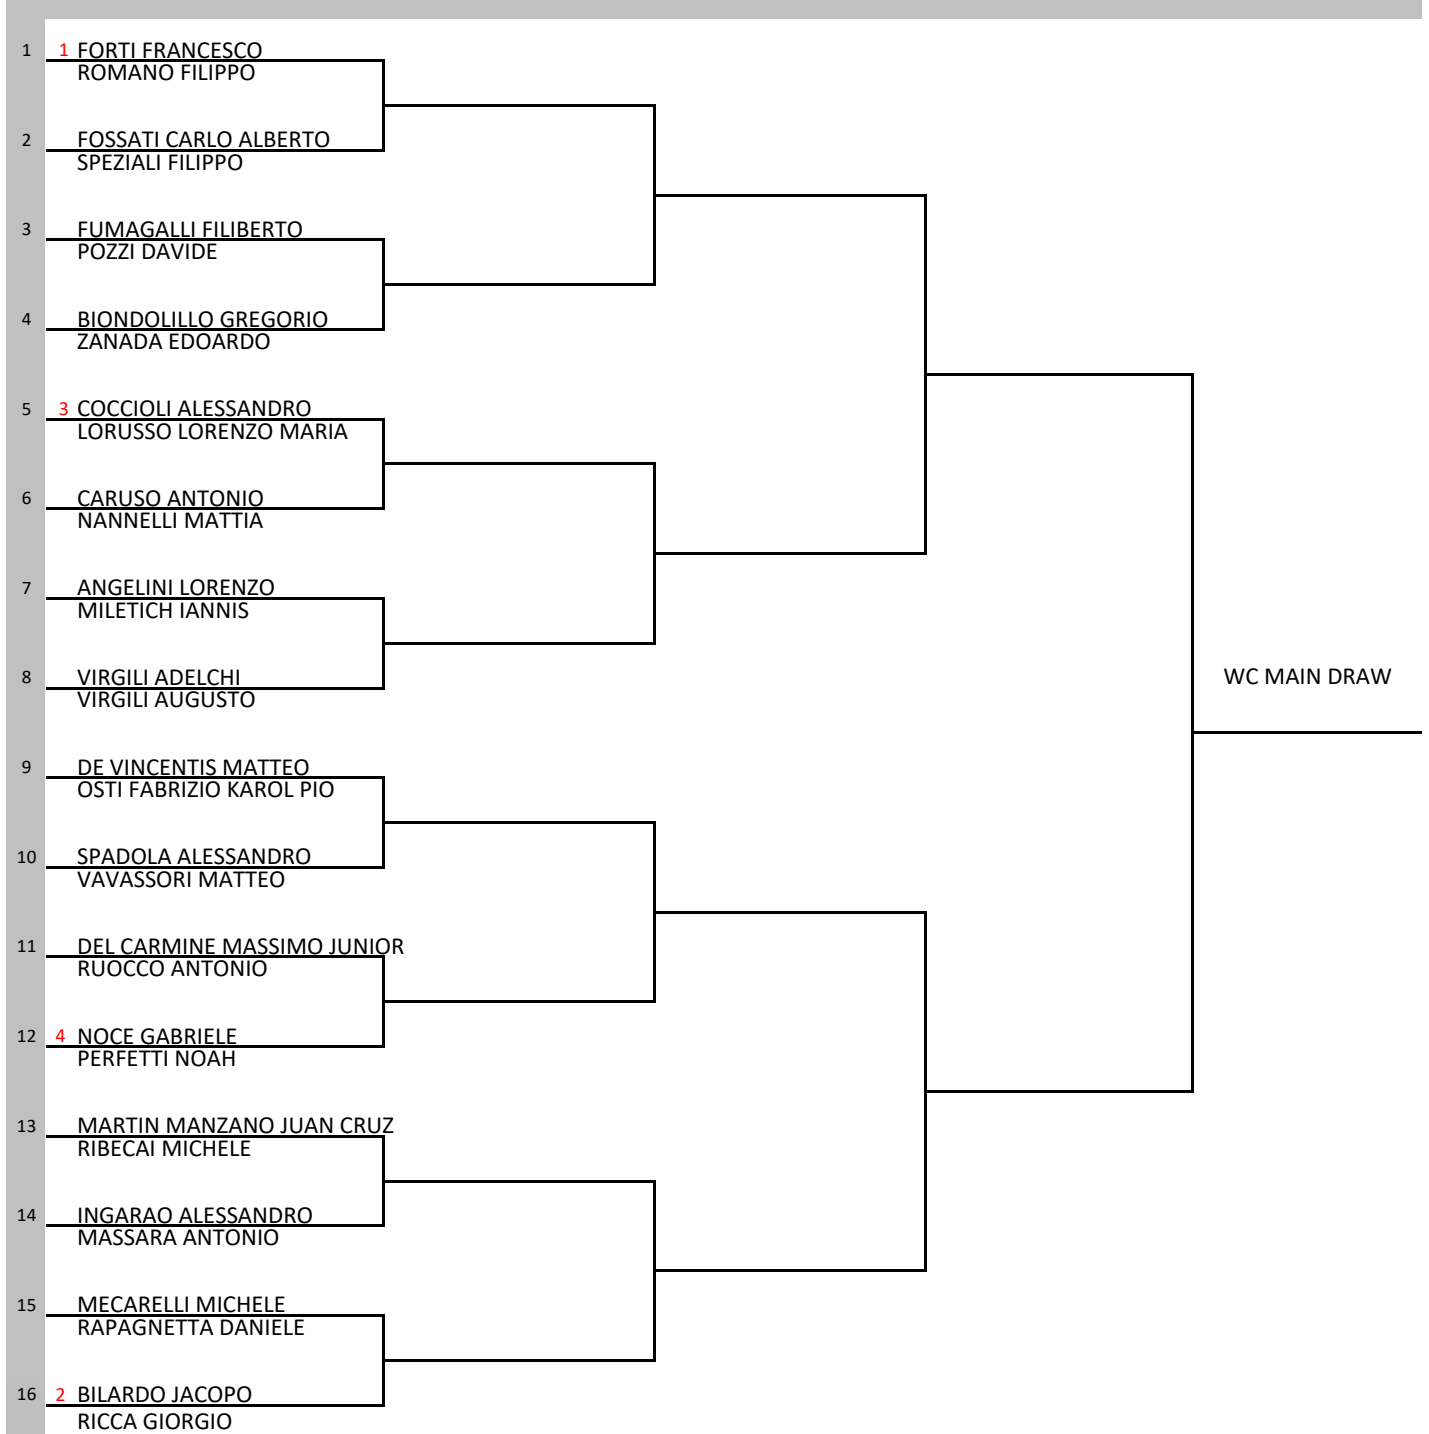 1 1 FORTI FRANCESCO
ROMANO FILIPPO
2 FOSSATI CARLO ALBERTO
SPEZIALI FILIPPO
3 FUMAGALLI FILIBERTO
POZZI DAVIDE
4 BIONDOLILLO GREGORIO
ZANADA EDOARDO
5 3 COCCIOLI ALESSANDRO
LORUSSO LORENZO MARIA
6 CARUSO ANTONIO
NANNELLI MATTIA
7 ANGELINI LORENZO
MILETICH IANNIS
8 VIRGILI ADELCHI
VIRGILI AUGUSTO
WC MAIN DRAW
9 DE VINCENTIS MATTEO
OSTI FABRIZIO KAROL PIO
10 SPADOLA ALESSANDRO
VAVASSORI MATTEO
11 DEL CARMINE MASSIMO JUNIOR
RUOCCO ANTONIO
12 4 NOCE GABRIELE
PERFETTI NOAH
13 MARTIN MANZANO JUAN CRUZ
RIBECAI MICHELE
14 INGARAO ALESSANDRO
MASSARA ANTONIO
15 MECARELLI MICHELE
RAPAGNETTA DANIELE
16 2 BILARDO JACOPO
RICCA GIORGIO